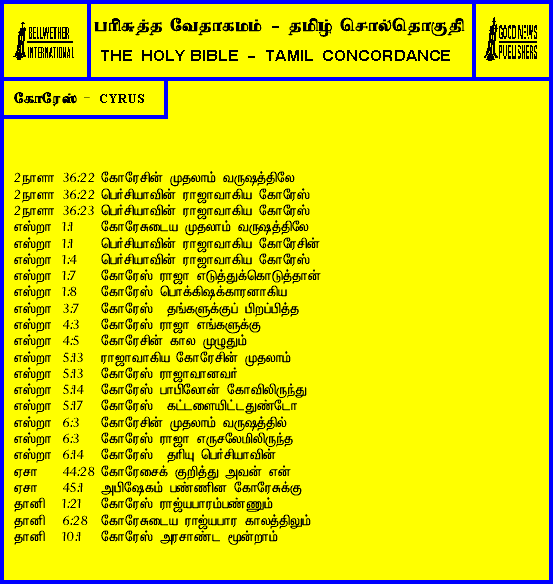 BELLWETHER
INTERNATIONAL
பரிசுத்த வேதாகமம் - தமிழ் சொல்தொகுதி
THE HOLY BIBLE - TAMIL CONCORDANCE
GOOD NEWS
PUBLISHERS
கோரேஸ் - CYRUS
2நாளா 36:22 கோரேசின் முதலாம் வருஷத்திலே
2நாளா 36:22 பெர்சியாவின் ராஜாவாகிய கோரேஸ்
2நாளா 36:23 பெர்சியாவின் ராஜாவாகிய கோரேஸ்
எஸ்றா 1:1 கோரேசுடைய முதலாம் வருஷத்திலே
எஸ்றா 1:1 பெர்சியாவின் ராஜாவாகிய கோரேசின்
எஸ்றா 1:4 பெர்சியாவின் ராஜாவாகிய கோரேஸ்
எஸ்றா 1:7 கோரேஸ் ராஜா எடுத்துக்கொடுத்தான்
எஸ்றா 1:8 கோரேஸ் பொக்கிஷக்காரனாகிய
எஸ்றா 3:7 கோரேஸ் தங்களுக்குப் பிறப்பித்த
எஸ்றா 4:3 கோரேஸ் ராஜா எங்களுக்கு
எஸ்றா 4:5 கோரேசின் கால முழுதும்
எஸ்றா 5:13 ராஜாவாகிய கோரேசின் முதலாம்
எஸ்றா 5:13 கோரேஸ் ராஜாவானவர்
எஸ்றா 5:14 கோரேஸ் பாபிலோன் கோவிலிருந்து
எஸ்றா 5:17 கோரேஸ் கட்டளையிட்டதுண்டோ
எஸ்றா 6:3 கோரேசின் முதலாம் வருஷத்தில்
எஸ்றா 6:3 கோரேஸ் ராஜா எருசலேமிலிருந்த
எஸ்றா 6:14 கோரேஸ் தரியு பெர்சியாவின்
ஏசா 44:28 கோரேசைக் குறித்து அவன் என்
ஏசா 45:1 அபிஷேகம் பண்ணின கோரேசுக்கு
தானி 1:21 கோரேஸ் ராஜ்யபாரம்பண்ணும்
தானி 6:28 கோரேசுடைய ராஜ்யபார காலத்திலும்
தானி 10:1 கோரேஸ் அரசாண்ட மூன்றாம்